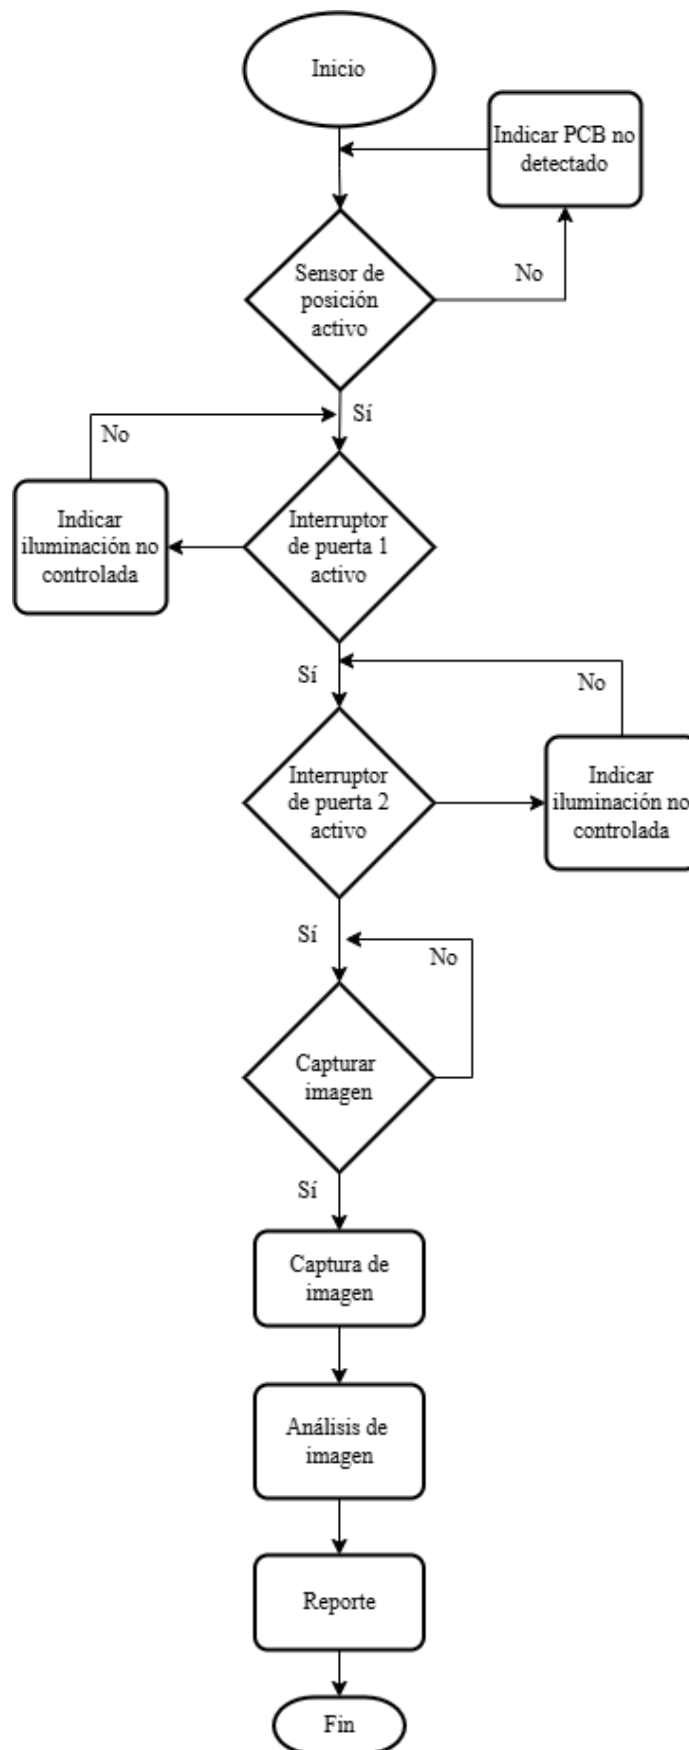 Inicio
Indicar PCB no
detectado
Sensor de
posición
activo
No
Sí
No
Indicar
iluminación no
controlada
Interruptor
de puerta 1
activo
Sí
No
Interruptor
de puerta 2
activo
Indicar
iluminación no
controlada
Sí
No
Capturar
imagen
Sí
Captura de
imagen
Análisis de
imagen
Reporte
Fin